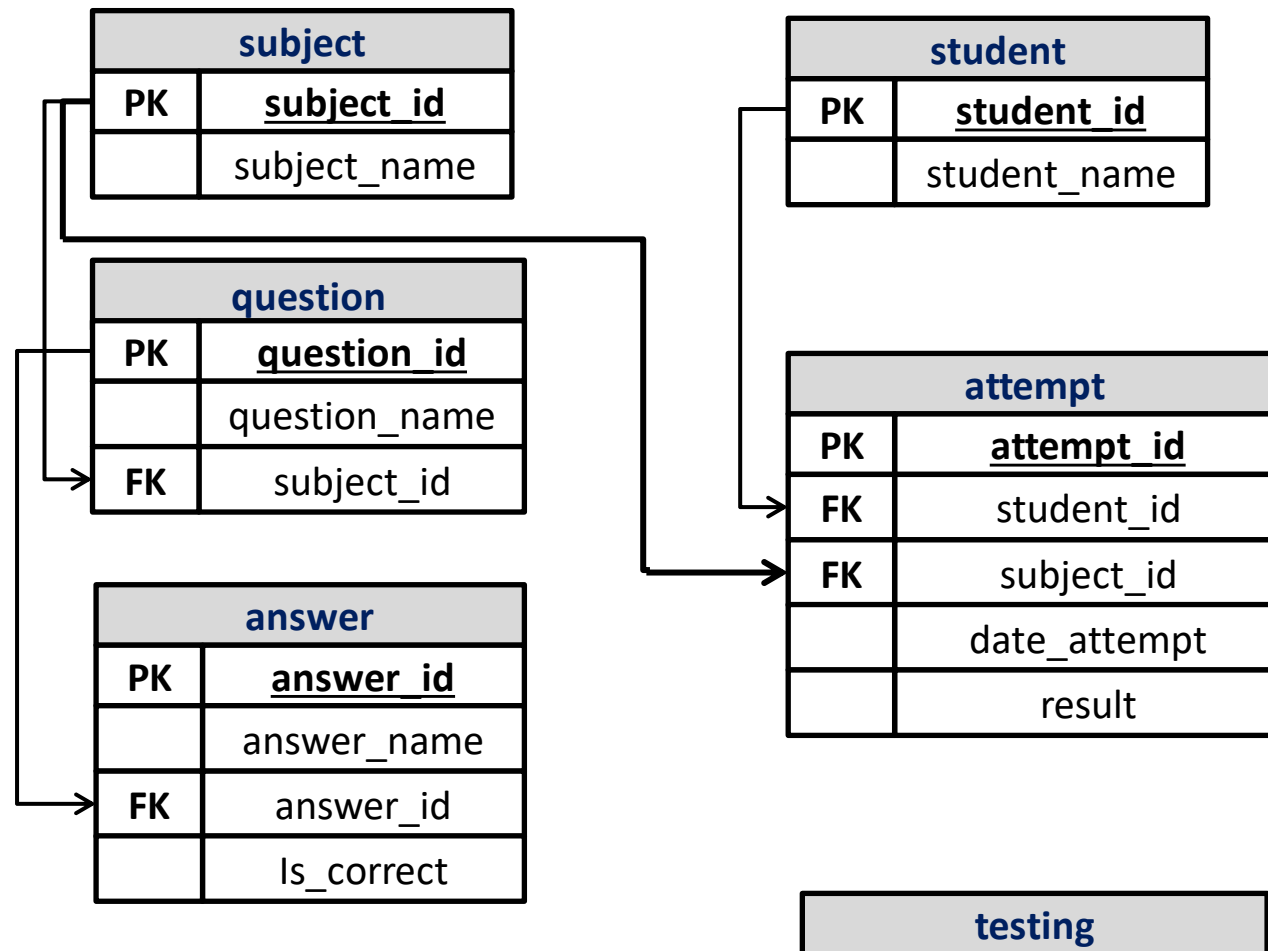 subject
PK subject_id
subject_name
student
PK student_id
student_name
question
PK question_id
question_name
FK subject_id
attempt
PK attempt_id
FK student_id
FK subject_id
date_attempt
result
answer
PK answer_id
answer_name
FK answer_id
Is_correct
testing